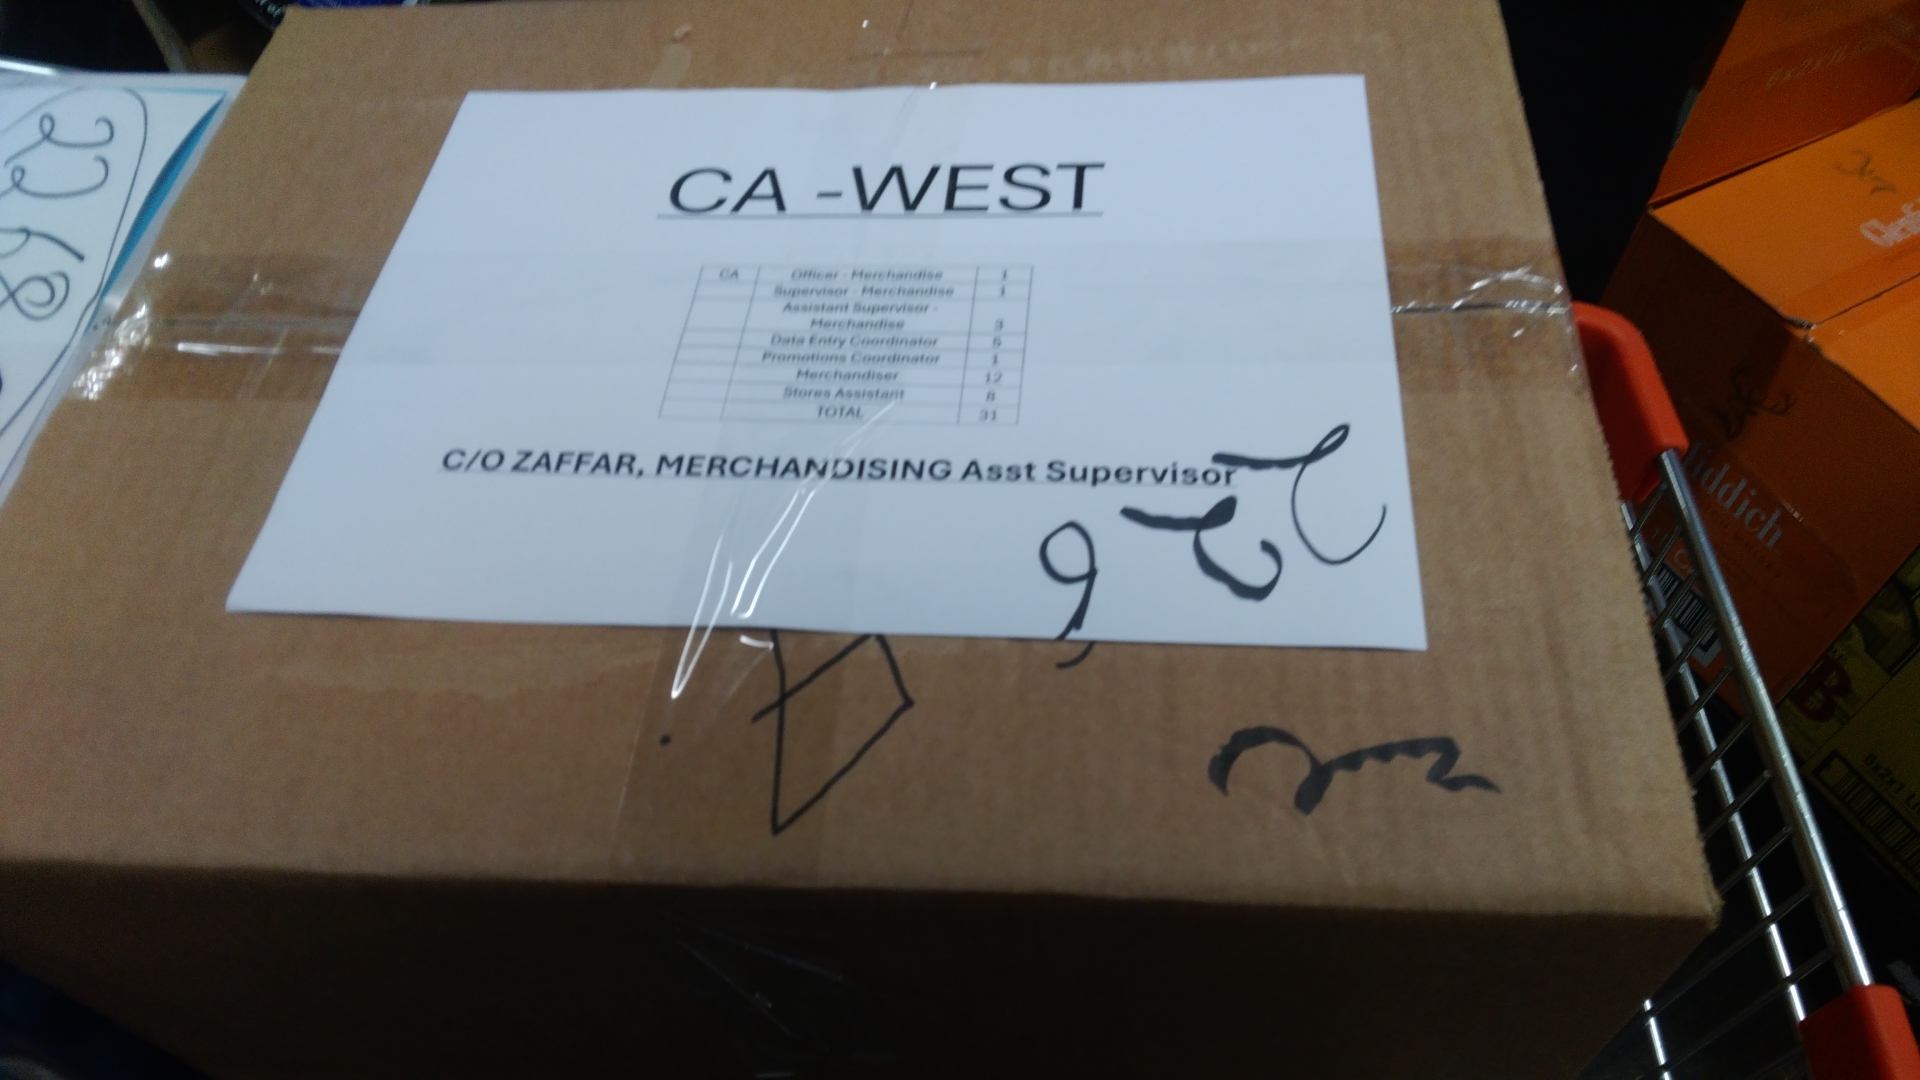 CA -WEST
CA Officer - Merchandise 1
Supervisor - Merchandise 1
Assistant Supervisor -
Merchandise 3
Data Entry Coordinator 5
Promotions Coordinator 1
Merchandiser 12
Stores Assistant 8
TOTAL 31
C/O ZAFFAR, MERCHANDISING Asst Supervisor
fiddich